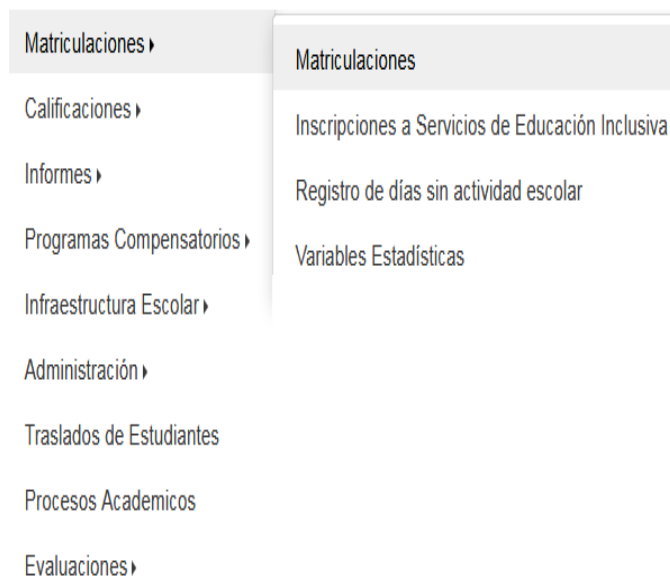 Matriculaciones
Calificaciones
Informes
Programas Compensatorios
Infraestructura Escolar
Administración
Traslados de Estudiantes
Procesos Academicos
Evaluaciones
Matriculaciones
Inscripciones a Servicios de Educación Inclusiva
Registro de días sin actividad escolar
Variables Estadísticas